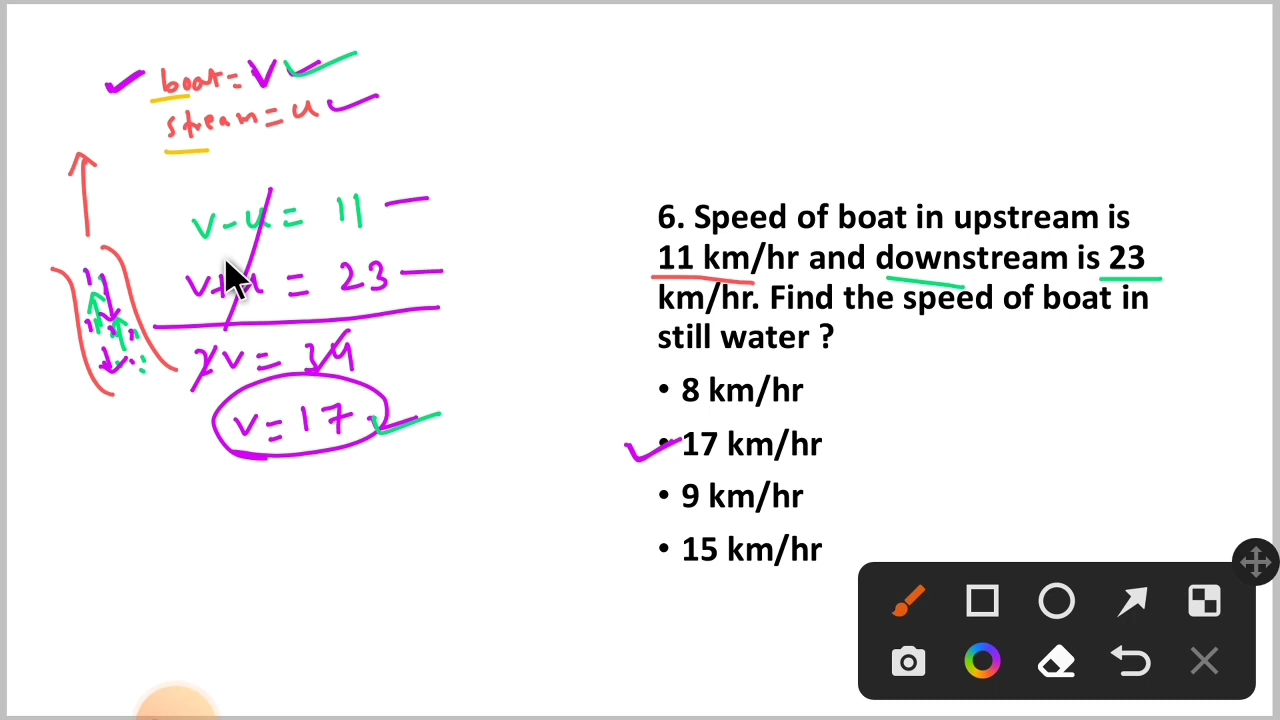 boat = V
stream = u
v - u = 11
v + u = 23
2v = 34
v = 17
6. Speed of boat in upstream is
11 km/hr and downstream is 23
km/hr. Find the speed of boat in
still water ?
• 8 km/hr
• 17 km/hr
• 9 km/hr
• 15 km/hr